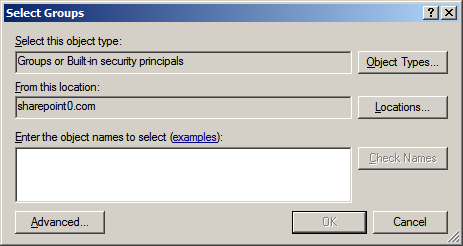 Select Groups
Select this object type:
Groups or Built-in security principals
Object Types...
From this location:
sharepoint0.com
Locations...
Enter the object names to select (examples):
Check Names
Advanced...
OK
Cancel